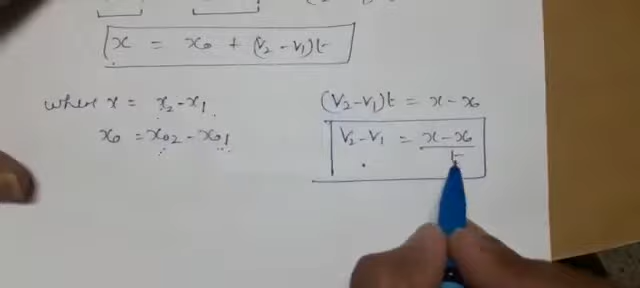 x = x₀ + (V₂ - V₁)t
where x = x₂ - x₁
x₀ = x₀₂ - x₀₁
(V₂ - V₁)t = x - x₀
V₂ - V₁ = x - x₀ / t